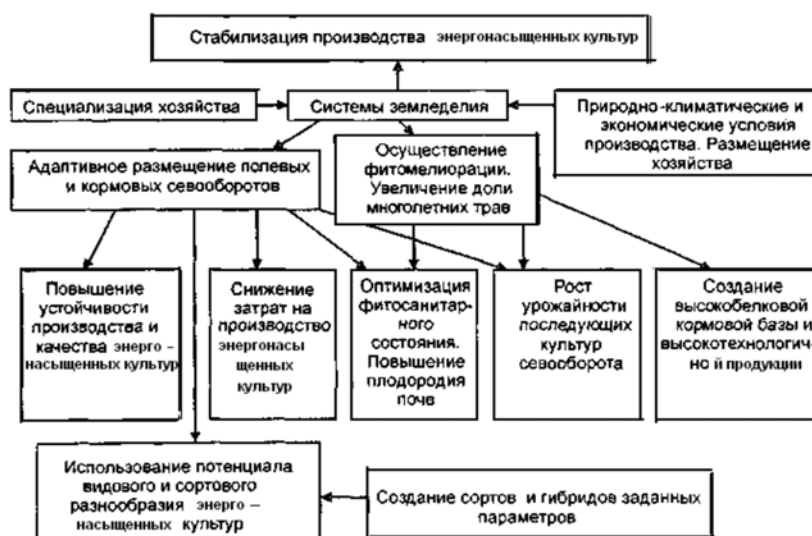 Стабилизация производства энергонасыщенных культур
Специализация хозяйства
Системы земледелия
Природно-климатические и
экономические условия
производства. Размещение
хозяйства
Адаптивное размещение полевых
и кормовых севооборотов
Осуществление
фитомелиорации.
Увеличение доли
многолетних трав
Повышение
устойчивости
производства и
качества энерго –
насыщенных культур
Снижение
затрат на
производство
энергонасы
щенных
культур
Оптимизация
фитосанитар-
ного
состояния.
Повышение
плодородия
почв
Рост
урожайности
последующих
культур
севооборота
Создание
высокобелковой
кормовой базы и
высокотехнологич-
но й продукции
Использование потенциала
видового и сортового
разнообразия энерго –
насыщенных культур
Создание сортов и гибридов заданных
параметров